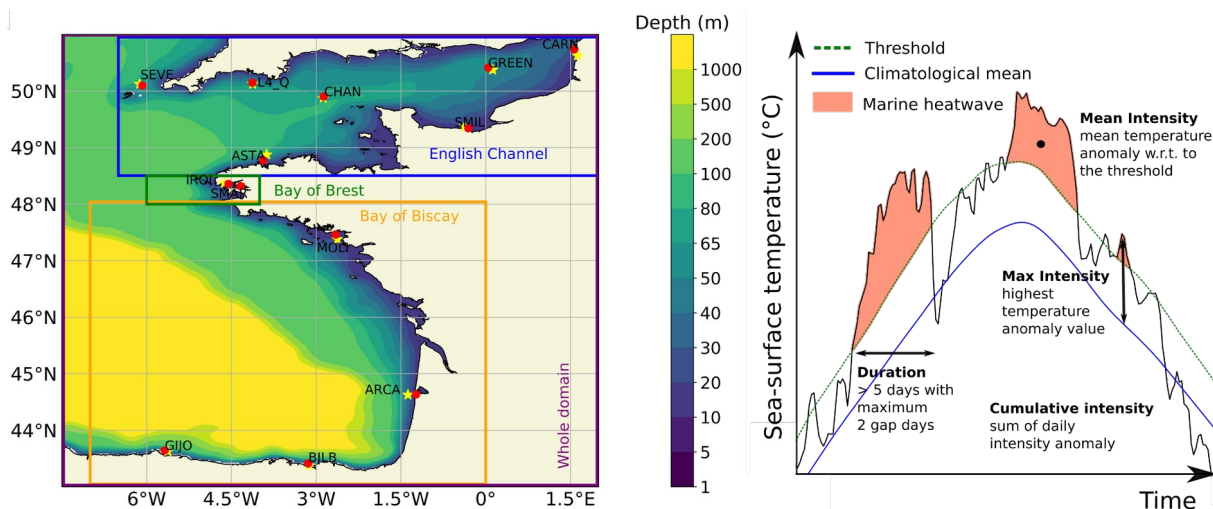 Depth (m)
1000
500
200
100
80
65
30
20
10
5
1
50°N
49°N
48°N
47°N
46°N
45°N
44°N
6°W
4.5°W
3°W
1.5°W
0°
1.5°E
CARN
SEVE
L4_Q
GREEN
CHAN
SMIL
ASTA
English Channel
SMAR
Bay of Brest
Bay of Biscay
MOLI
ARCA
GIJO
BILB
Whole domain
Sea-surface temperature (°C)
Threshold
Climatological mean
Marine heatwave
Mean Intensity
mean temperature
anomaly w.r.t. to
the threshold
Max Intensity
highest
temperature
anomaly value
Duration
> 5 days with
maximum
2 gap days
Cumulative intensity
sum of daily
intensity anomaly
Time